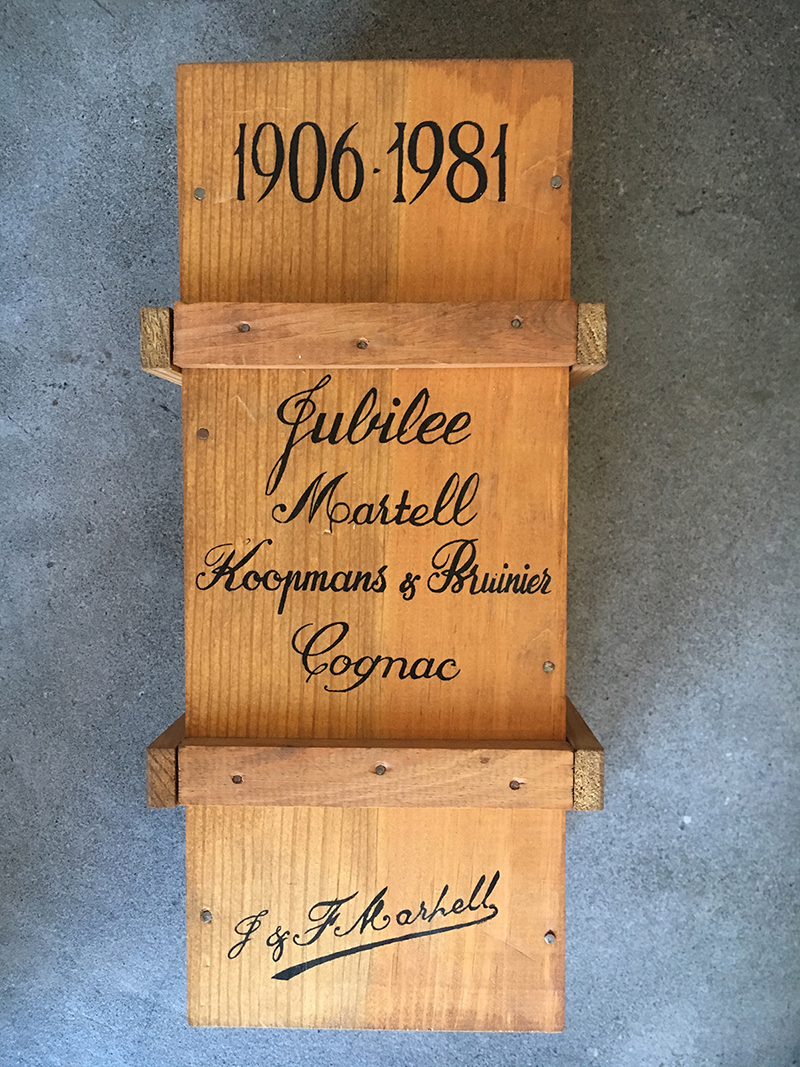 1906·1981
Jubilee
Martell
Koopmans & Bruinier
Cognac
J & F Martell